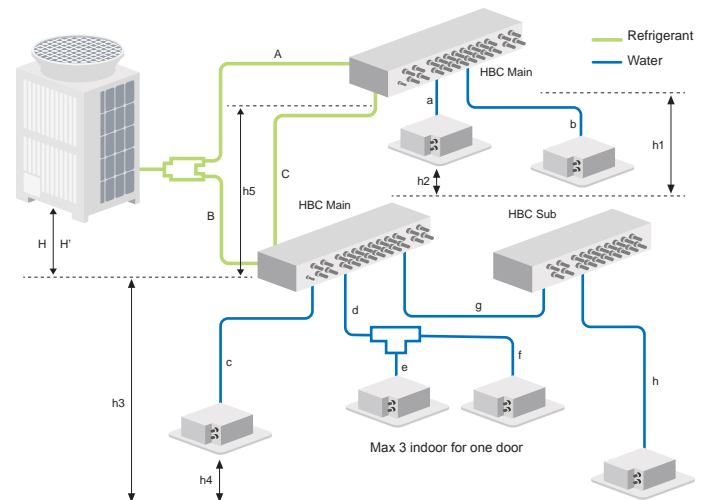 Refrigerant
Water
A
HBC Main
a
b
h1
h2
h5
C
B
HBC Main
HBC Sub
H
H'
d
g
c
e
f
h
h3
h4
Max 3 indoor for one door